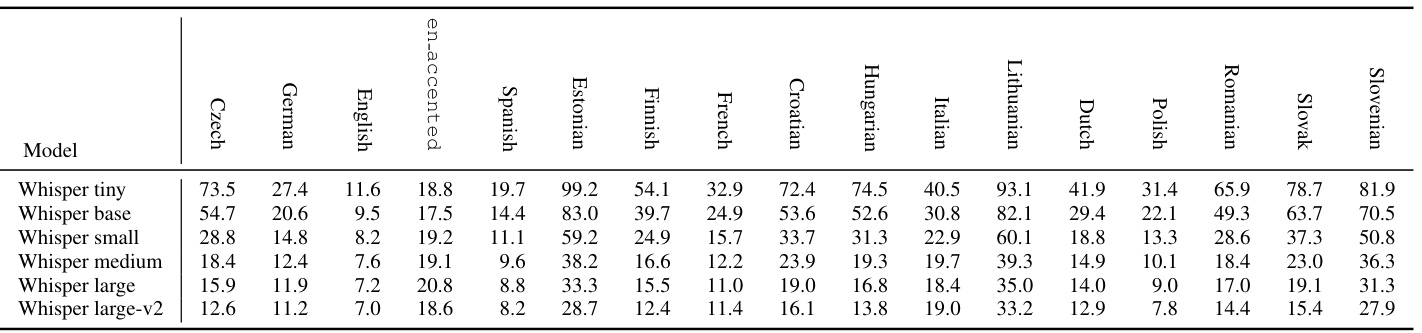 Model Czech German English en_accented Spanish Estonian Finnish French Croatian Hungarian Italian Lithuanian Dutch Polish Romanian Slovak Slovenian
Whisper tiny 73.5 27.4 11.6 18.8 19.7 99.2 54.1 32.9 72.4 74.5 40.5 93.1 41.9 31.4 65.9 78.7 81.9
Whisper base 54.7 20.6 9.5 17.5 14.4 83.0 39.7 24.9 53.6 52.6 30.8 82.1 29.4 22.1 49.3 63.7 70.5
Whisper small 28.8 14.8 8.2 19.2 11.1 59.2 24.9 15.7 33.7 31.3 22.9 60.1 18.8 13.3 28.6 37.3 50.8
Whisper medium 18.4 12.4 7.6 19.1 9.6 38.2 16.6 12.2 23.9 19.3 19.7 39.3 14.9 10.1 18.4 23.0 36.3
Whisper large 15.9 11.9 7.2 20.8 8.8 33.3 15.5 11.0 19.0 16.8 18.4 35.0 14.0 9.0 17.0 19.1 31.3
Whisper large-v2 12.6 11.2 7.0 18.6 8.2 28.7 12.4 11.4 16.1 13.8 19.0 33.2 12.9 7.8 14.4 15.4 27.9